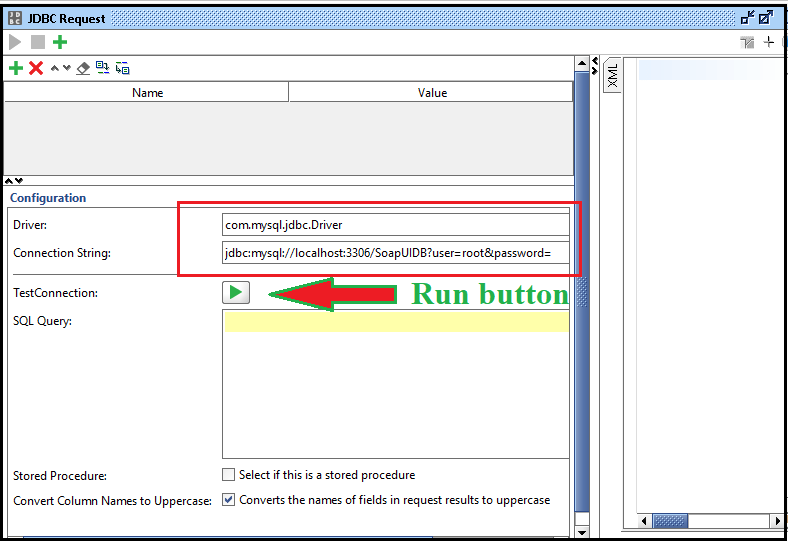 JDBC Request
Name Value
XML
Configuration
Driver: com.mysql.jdbc.Driver
Connection String: jdbc:mysql://localhost:3306/SoapUIDB?user=root&password=
TestConnection: Run button
SQL Query:
Stored Procedure: Select if this is a stored procedure
Convert Column Names to Uppercase: Converts the names of fields in request results to uppercase